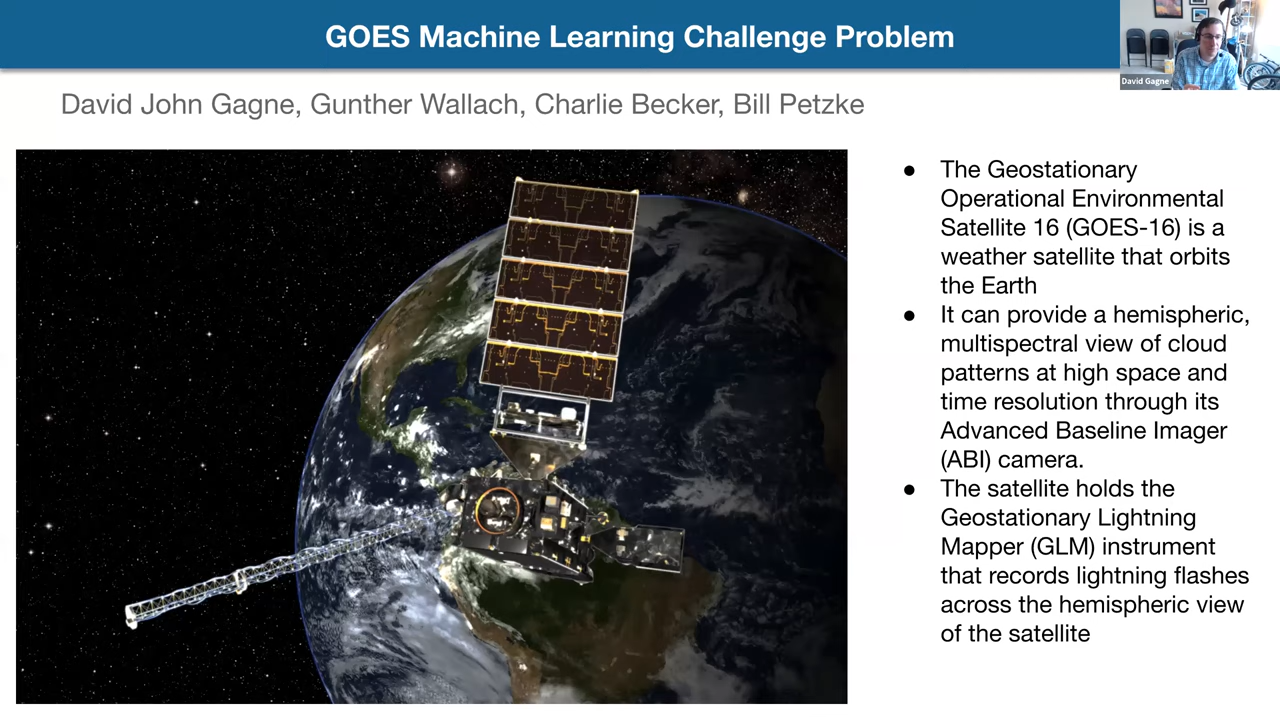 GOES Machine Learning Challenge Problem
David Gagne
David John Gagne, Gunther Wallach, Charlie Becker, Bill Petzke
● The Geostationary
Operational Environmental
Satellite 16 (GOES-16) is a
weather satellite that orbits
the Earth
● It can provide a hemispheric,
multispectral view of cloud
patterns at high space and
time resolution through its
Advanced Baseline Imager
(ABI) camera.
● The satellite holds the
Geostationary Lightning
Mapper (GLM) instrument
that records lightning flashes
across the hemispheric view
of the satellite